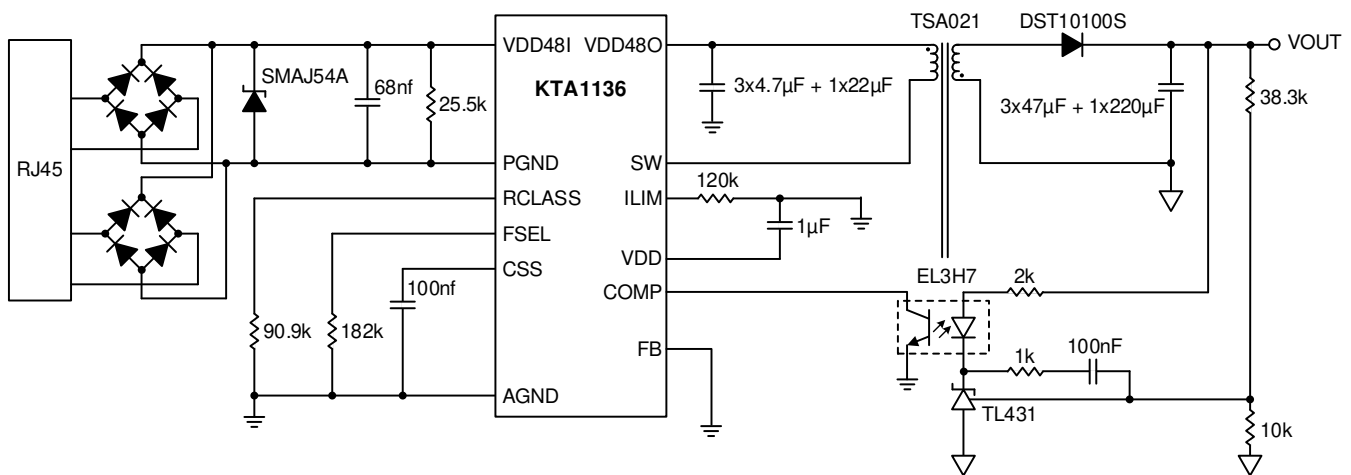 TSA021
DST10100S
VDD48I
VDD48O
VOUT
SMAJ54A
68nf
25.5k
KTA1136
3x4.7µF + 1x22µF
3x47µF + 1x220µF
38.3k
RJ45
PGND
SW
RCLASS
ILIM
120k
FSEL
1µF
CSS
VDD
100nf
EL3H7
COMP
2k
90.9k
182k
FB
1k
100nF
AGND
TL431
10k